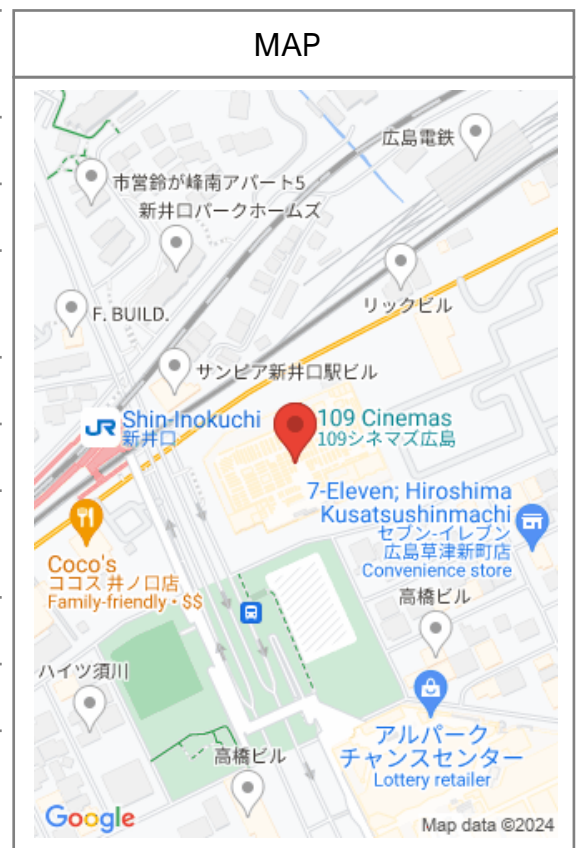 MAP
広島電鉄
市営鈴が峰南アパート5
新井口パークホームズ
リックビル
F. BUILD.
サンピア新井口駅ビル
JR
Shin-Inokuchi
新井口
109 Cinemas
109シネマズ広島
7-Eleven; Hiroshima
Kusatsushinmachi
セブン-イレブン
広島草津新町店
Convenience store
Coco's
ココス 井ノ口店
Family-friendly • $$
高橋ビル
ハイツ須川
アルパーク
チャンスセンター
Lottery retailer
高橋ビル
Google
Map data ©2024